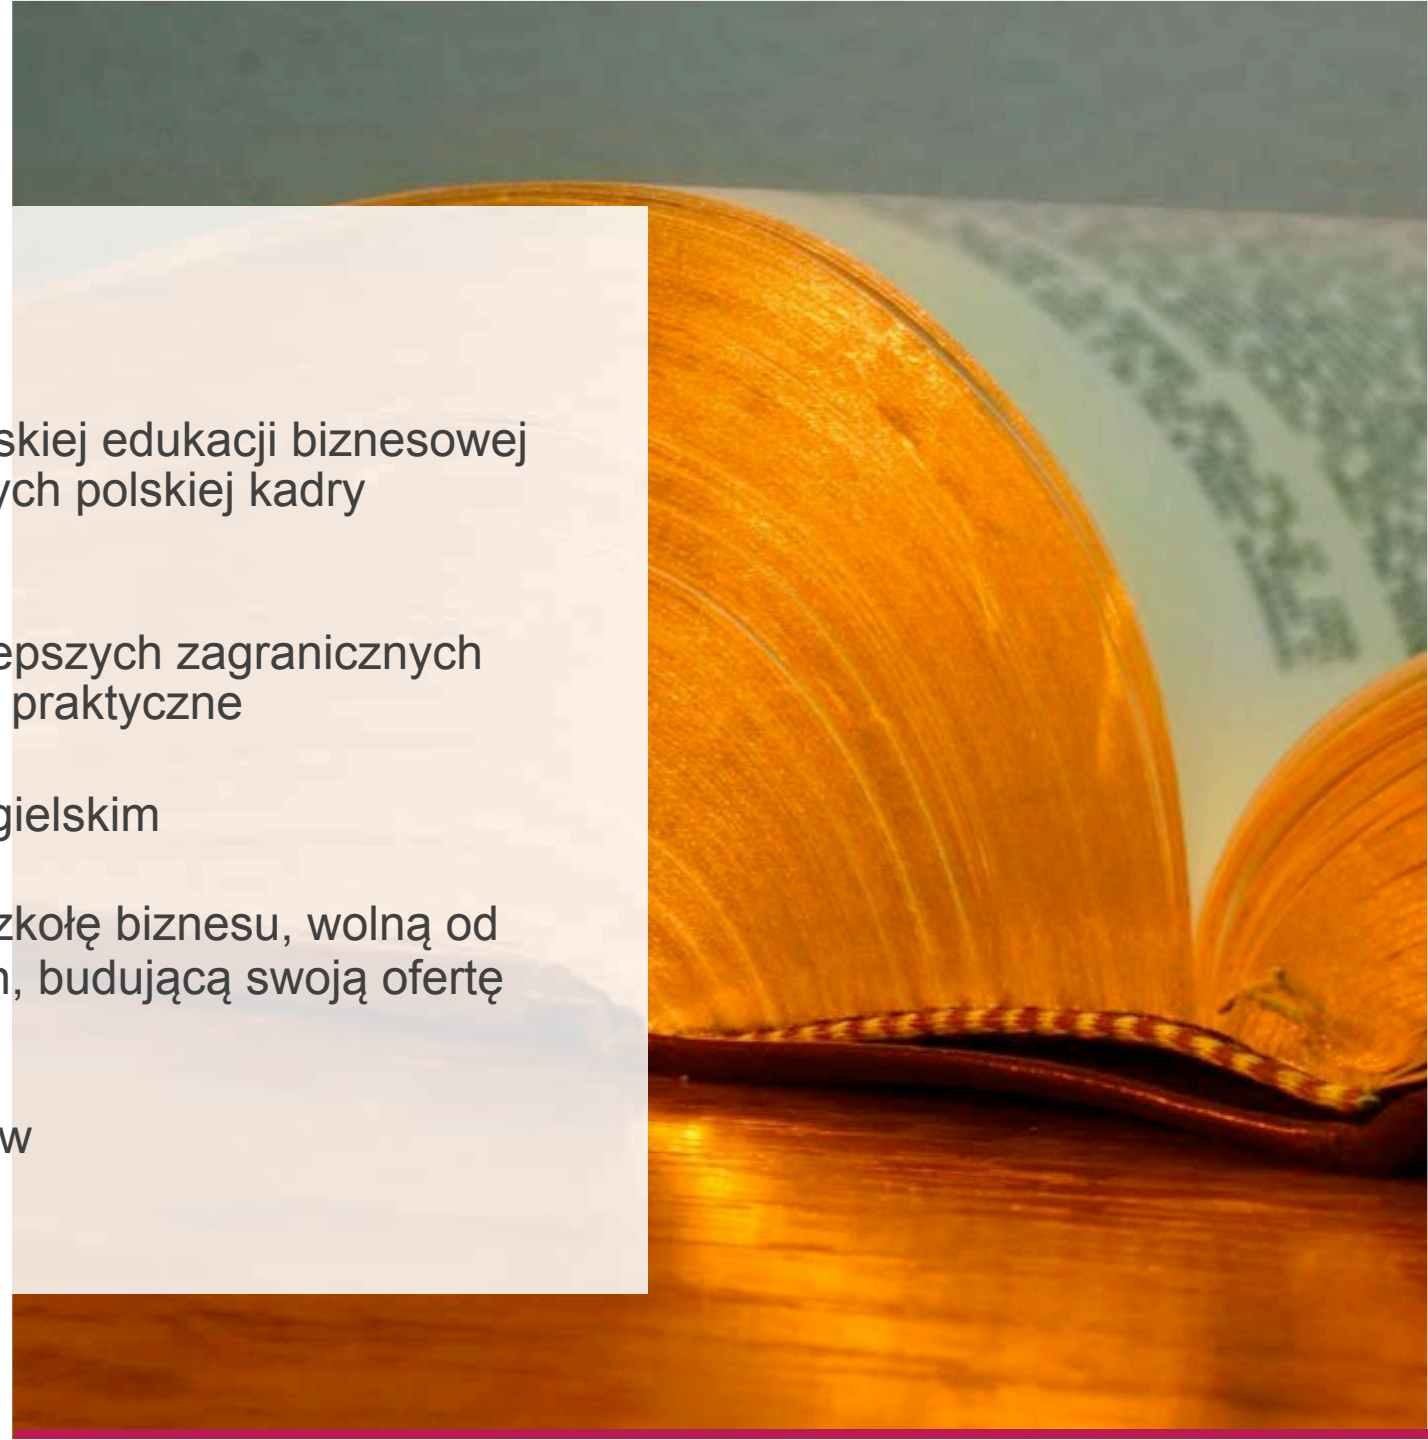 skiej edukacji biznesowej
ych polskiej kadry
epszych zagranicznych
praktyczne
gielskim
zkołę biznesu, wolną od
, budującą swoją ofertę
w